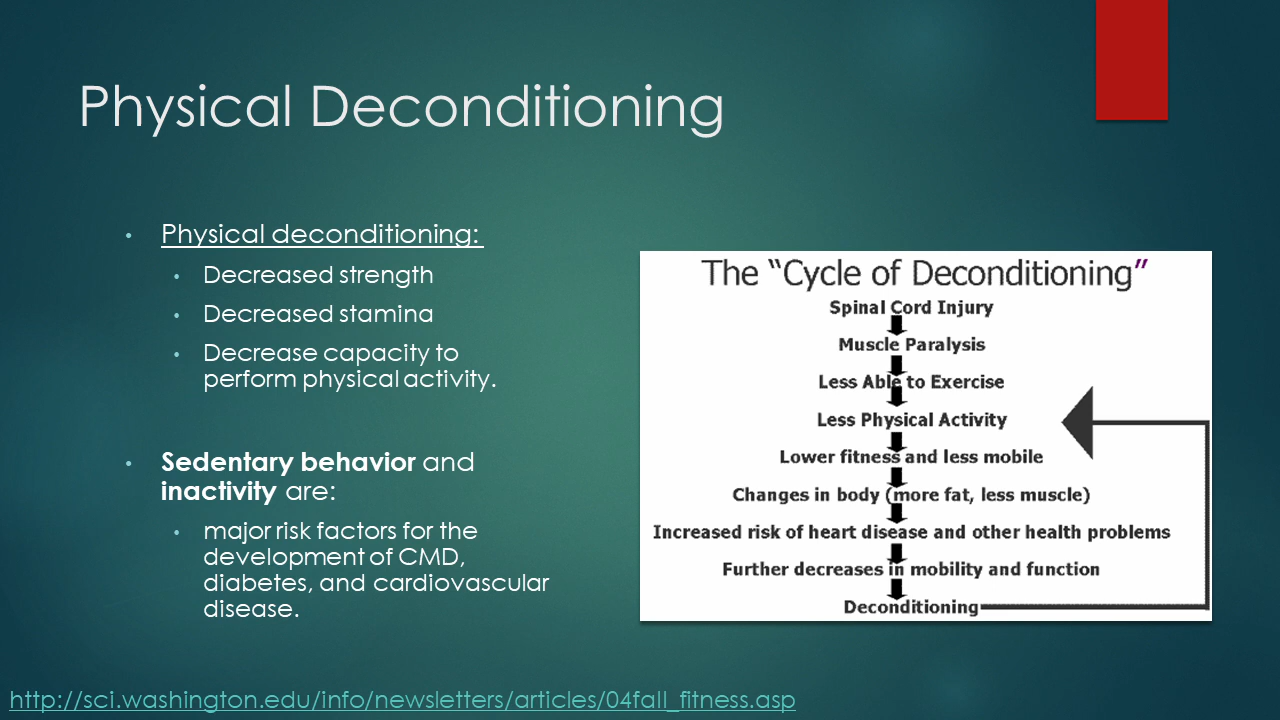 Physical Deconditioning
• Physical deconditioning:
• Decreased strength
• Decreased stamina
• Decrease capacity to
perform physical activity.
• Sedentary behavior and
inactivity are:
• major risk factors for the
development of CMD,
diabetes, and cardiovascular
disease.
The “Cycle of Deconditioning”
Spinal Cord Injury
Muscle Paralysis
Less Able to Exercise
Less Physical Activity
Lower fitness and less mobile
Changes in body (more fat, less muscle)
Increased risk of heart disease and other health problems
Further decreases in mobility and function
Deconditioning
http://sci.washington.edu/info/newsletters/articles/04fall_fitness.asp